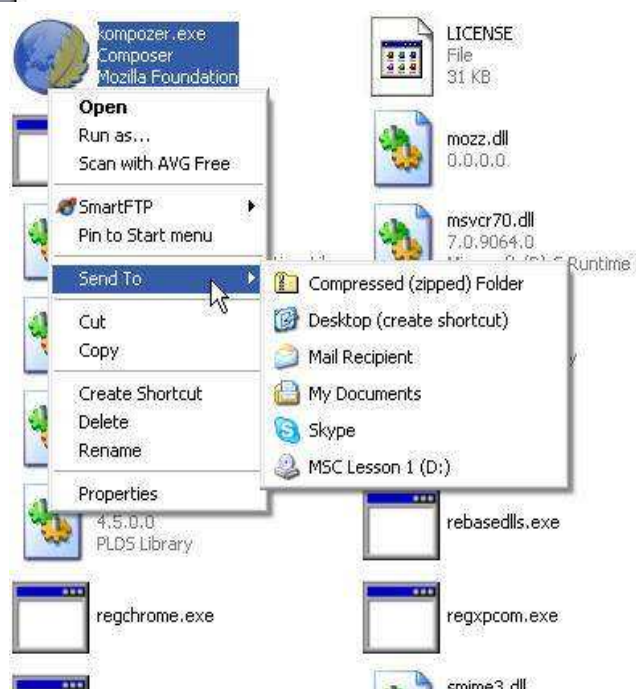 kompozer.exe
Composer
Mozilla Foundation
LICENSE
File
31 KB
mozz.dll
0.0.0.0
msvcr70.dll
7.0.9064.0
Runtime
Open
Run as...
Scan with AVG Free
SmartFTP
Pin to Start menu
Send To
Cut
Copy
Create Shortcut
Delete
Rename
Properties
Compressed (zipped) Folder
Desktop (create shortcut)
Mail Recipient
My Documents
Skype
MSC Lesson 1 (D:)
4.5.0.0
PLDS Library
rebasedlls.exe
regchrome.exe
regxpcom.exe
smime3.dll